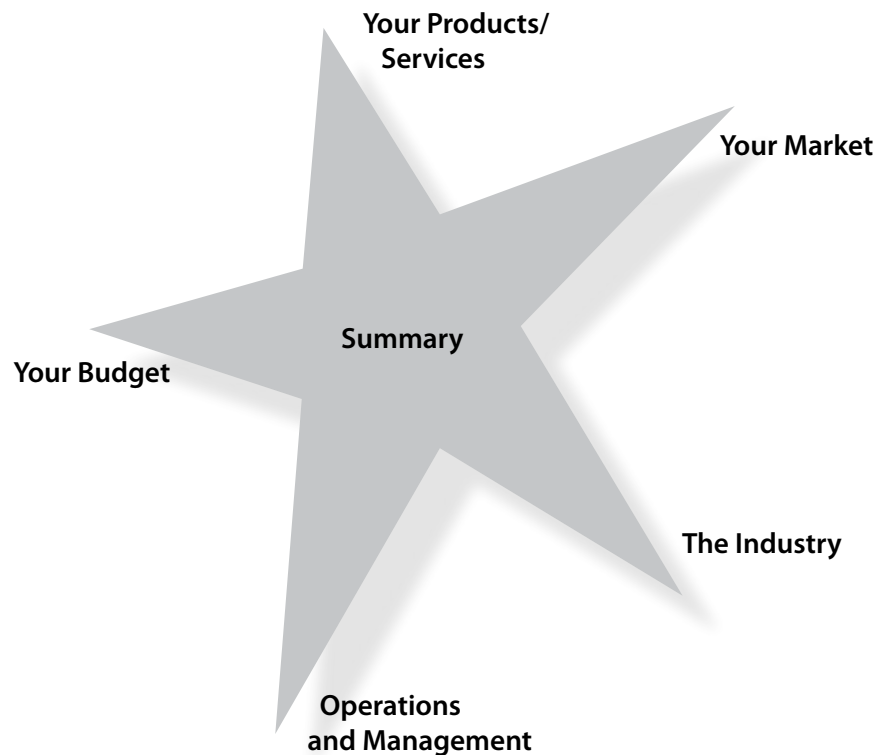 Your Products/
Services
Your Market
Summary
Your Budget
The Industry
Operations
and Management